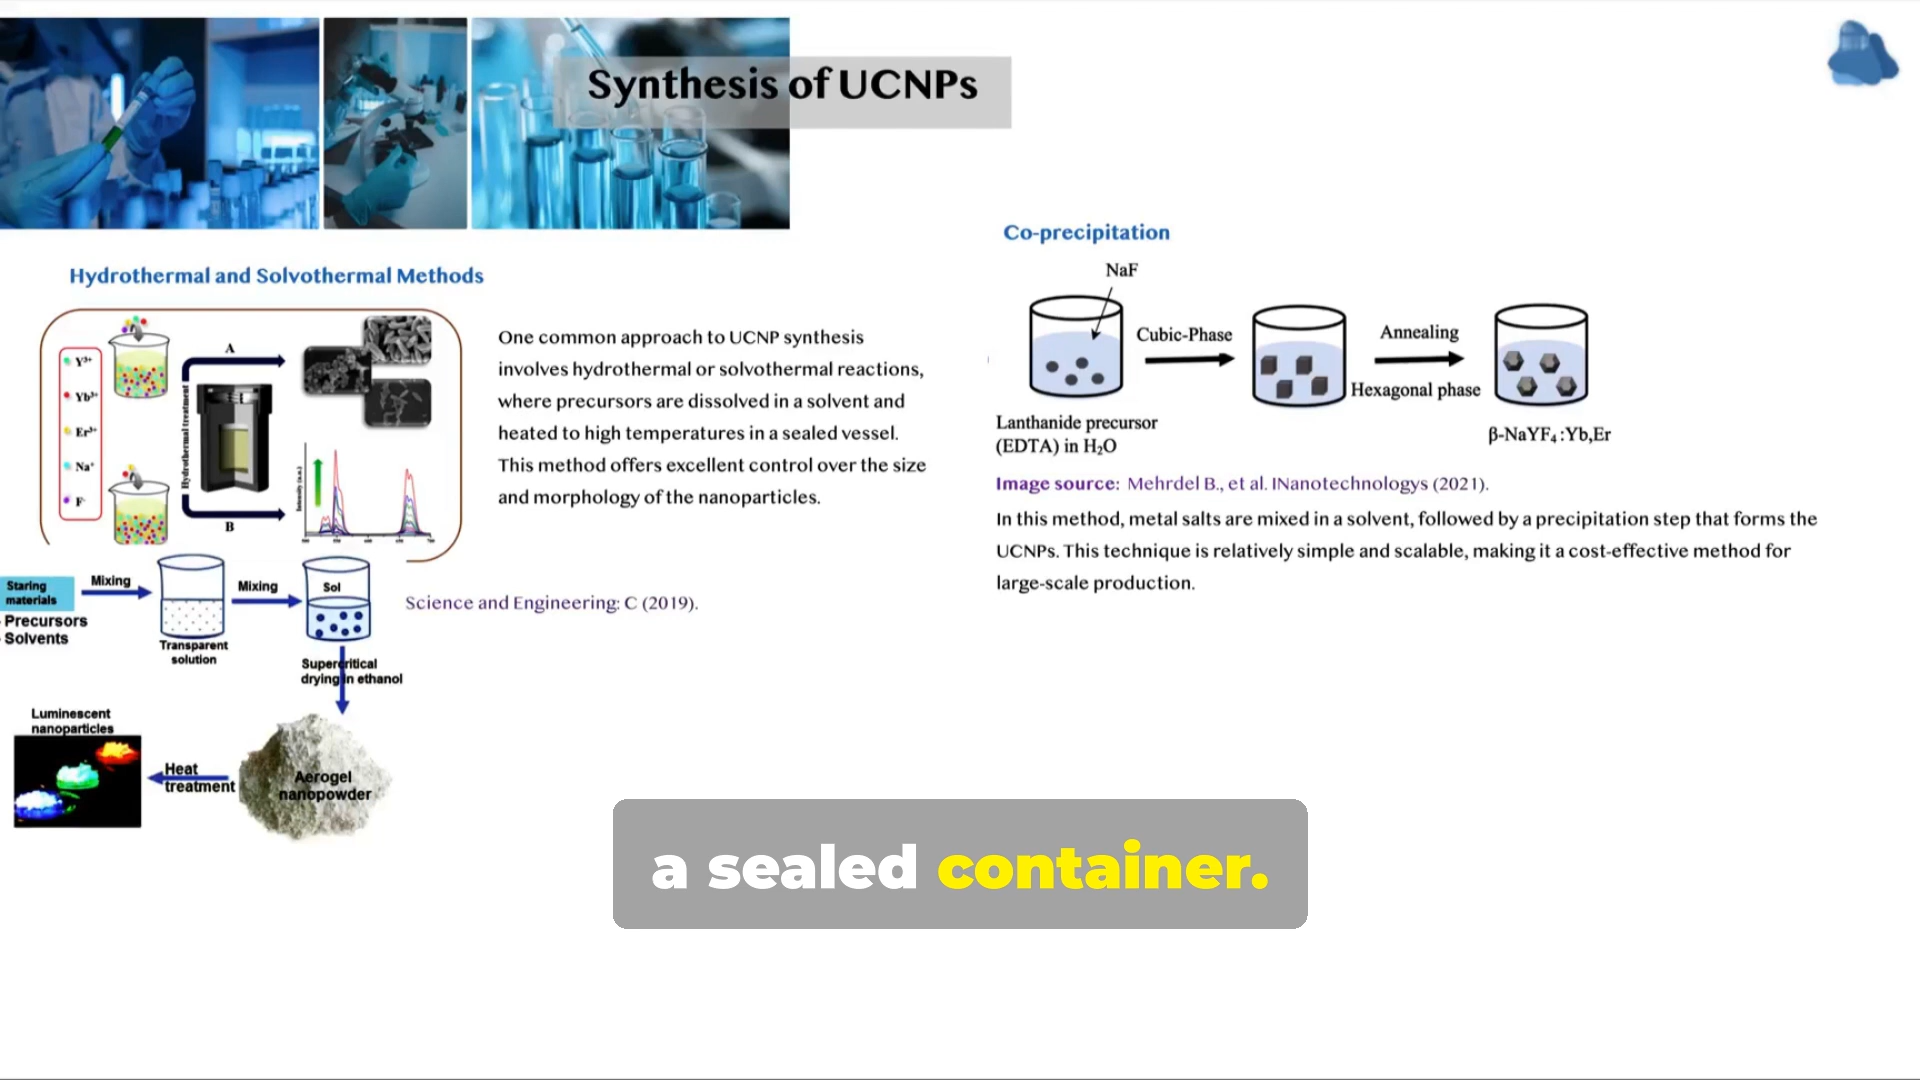 Synthesis of UCNPs
Hydrothermal and Solvothermal Methods
Y³⁺
Yb³⁺
Er³⁺
Na⁺
F⁻
Hydrothermal treatment
A
B
Intensity (a.u.)
One common approach to UCNP synthesis
involves hydrothermal or solvothermal reactions,
where precursors are dissolved in a solvent and
heated to high temperatures in a sealed vessel.
This method offers excellent control over the size
and morphology of the nanoparticles.
Science and Engineering: C (2019).
Staring
materials
Precursors
Solvents
Mixing
Transparent
solution
Mixing
Sol
Supercritical
drying in ethanol
Aerogel
nanopowder
Heat
treatment
Luminescent
nanoparticles
Co-precipitation
NaF
Cubic-Phase
Annealing
Hexagonal phase
Lanthanide precursor
(EDTA) in H₂O
β-NaYF₄:Yb,Er
Image source: Mehrdel B., et al. INanotechnologys (2021).
In this method, metal salts are mixed in a solvent, followed by a precipitation step that forms the
UCNPs. This technique is relatively simple and scalable, making it a cost-effective method for
large-scale production.
a sealed container.